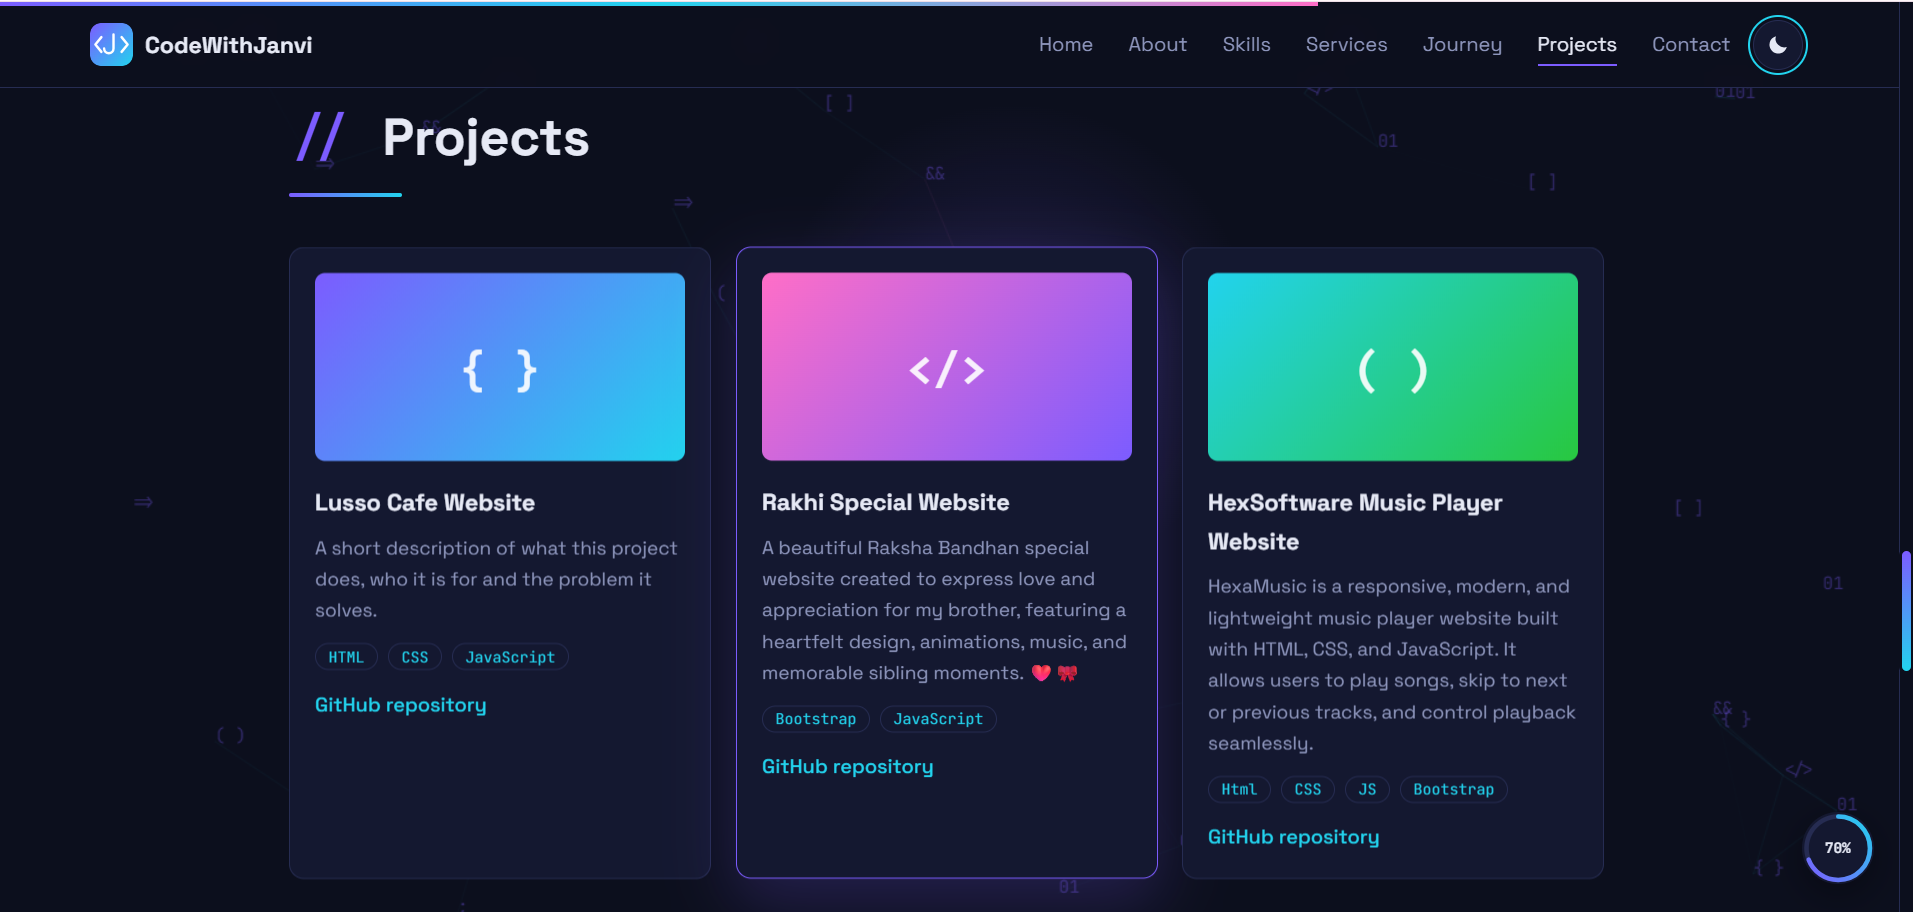 <J> CodeWithJanvi
Home About Skills Services Journey Projects Contact
[ ] </> 0101
&& 01
// Projects
=>
&& [ ]
=>
(
{ } </> ( )
Lusso Cafe Website
A short description of what this project
does, who it is for and the problem it
solves.
HTML CSS JavaScript
GitHub repository
Rakhi Special Website
A beautiful Raksha Bandhan special
website created to express love and
appreciation for my brother, featuring a
heartfelt design, animations, music, and
memorable sibling moments. 💖 🎀
Bootstrap JavaScript
GitHub repository
HexSoftware Music Player
Website
HexaMusic is a responsive, modern, and
lightweight music player website built
with HTML, CSS, and JavaScript. It
allows users to play songs, skip to next
or previous tracks, and control playback
seamlessly.
Html CSS JS Bootstrap
GitHub repository
=>
[ ]
01
( )
&&
{ }
</>
01
70%
{ }
01